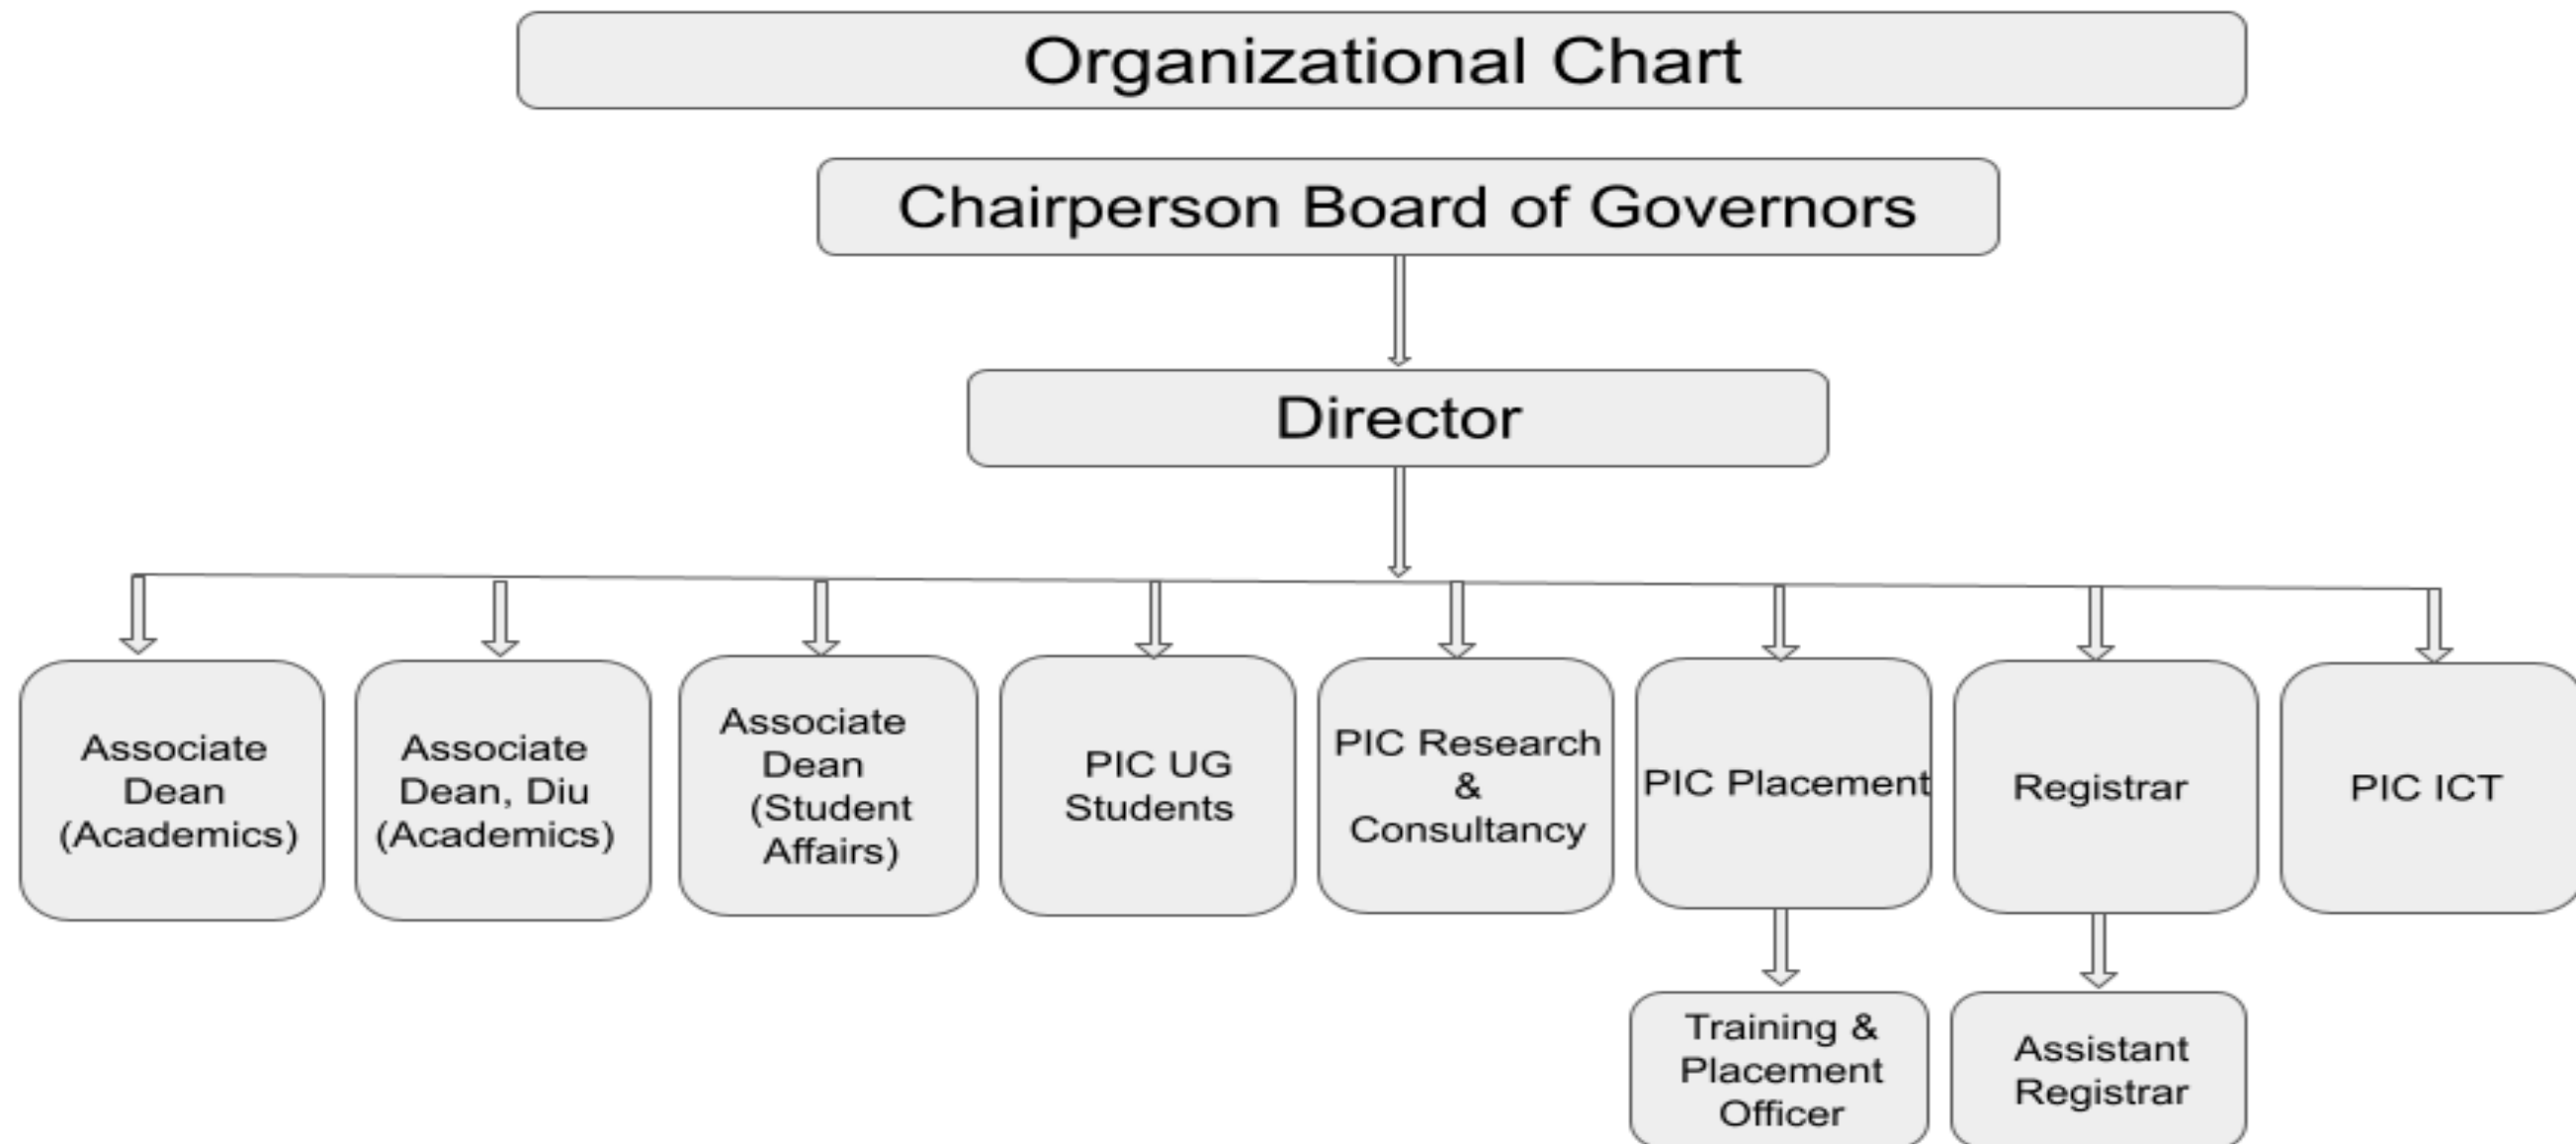 Organizational Chart
Chairperson Board of Governors
Director
Associate
Dean
(Academics)
Associate
Dean, Diu
(Academics)
Associate
Dean
(Student
Affairs)
PIC UG
Students
PIC Research
&
Consultancy
PIC Placement
Registrar
PIC ICT
Training &
Placement
Officer
Assistant
Registrar